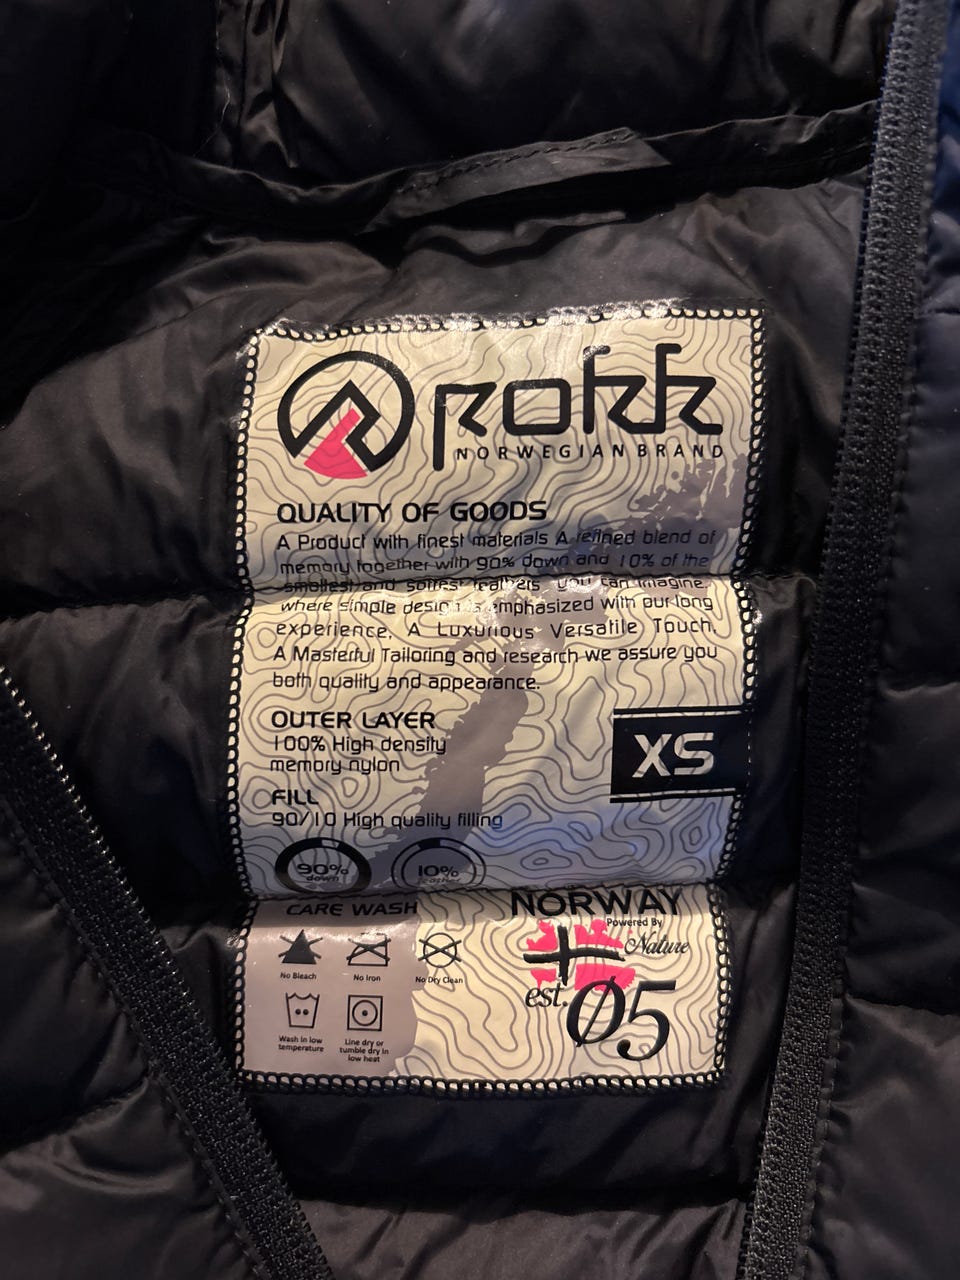 rokk
NORWEGIAN BRAND
QUALITY OF GOODS
A Product with finest materials A refined blend of
memory together with 90% down and 10% of the
smallest and softest feathers you can imagine,
where simple design is emphasized with our long
experience, A Luxurious Versatile Touch,
A Masterful Tailoring and research we assure you
both quality and appearance.
OUTER LAYER
100% High density
memory nylon
XS
FILL
90/10 High quality filling
90%
down
10%
feather
CARE WASH
No Bleach
No Iron
No Dry Clean
Wash in low
temperature
Line dry or
tumble dry in
low heat
NORWAY
Powered By
Nature
est. Ø5